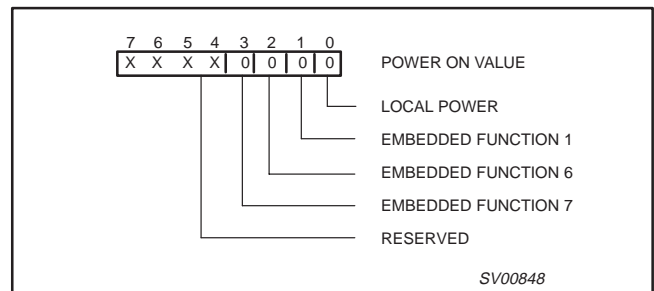 7 6 5 4 3 2 1 0
X X X X 0 0 0 0 POWER ON VALUE
LOCAL POWER
EMBEDDED FUNCTION 1
EMBEDDED FUNCTION 6
EMBEDDED FUNCTION 7
RESERVED
SV00848